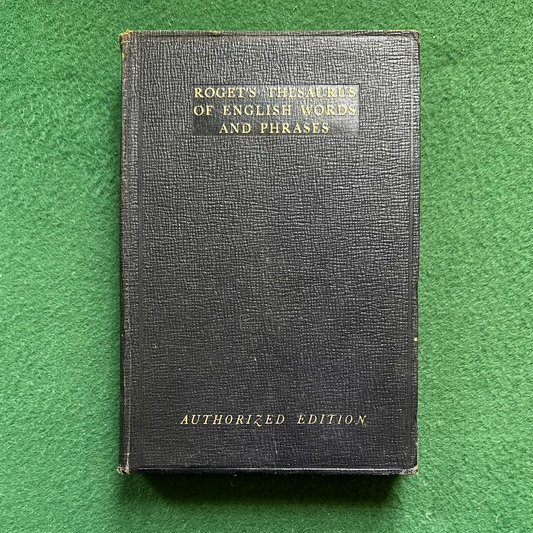 ROGET'S THESAURUS
OF ENGLISH WORDS
AND PHRASES
AUTHORIZED EDITION